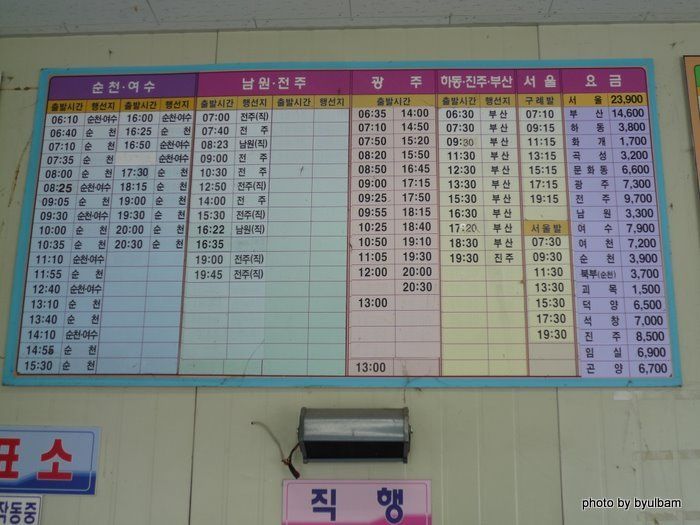 순천·여수 남원·전주 광 주 하동·진주·부산 서 울 요 금
출발시간 행선지 출발시간 행선지 출발시간 행선지 출발시간 행선지 출발시간 출발시간 행선지 구례발 서 울 23,900
06:10 순천·여수 16:00 순천·여수 07:00 전주(직) 06:35 14:00 06:30 부산 07:30 부 산 14,600
06:40 순 천 16:25 순 천 07:40 전 주 07:10 14:50 07:30 부산 09:15 하 동 3,800
07:10 순 천 16:50 순천·여수 08:23 남원(직) 07:50 15:20 09:30 부산 11:15 화 개 1,700
07:35 순 천 순천·여수 09:00 전 주 08:20 15:50 11:30 부산 13:15 곡 성 3,200
08:00 순 천 17:30 순 천 10:30 전 주 08:50 16:45 12:15 부산 15:15 문화동 6,600
08:25 순천·여수 18:15 순 천 12:50 전주(직) 09:00 17:15 13:30 부산 17:15 광 주 7,300
09:05 순 천 19:00 순 천 14:00 전 주 09:25 17:50 15:30 부산 19:15 전 주 9,700
09:30 순천·여수 19:30 순 천 15:30 전주(직) 09:55 18:15 16:30 부산 남 원 3,300
10:00 순 천 20:00 순 천 16:22 남원(직) 10:25 18:40 17:20 부산 서울발 여 수 7,900
10:35 순 천 20:30 순 천 16:35 10:50 19:10 18:30 부산 07:30 여 천 7,200
11:10 순천·여수 19:00 전주(직) 11:05 19:30 19:30 진주 09:30 순 천 3,900
11:55 순 천 19:45 전주(직) 12:00 20:00 11:30 북부(순천) 3,700
12:40 순천·여수 20:30 13:30 괴 목 1,500
13:10 순 천 13:00 15:30 덕 양 6,500
13:40 순 천 17:30 석 창 7,000
14:10 순천·여수 19:30 진 주 8,500
14:55 순 천 임 실 6,900
15:30 순 천 13:00 곤 양 6,700
표 소
작동중
직 행
photo by byulbam